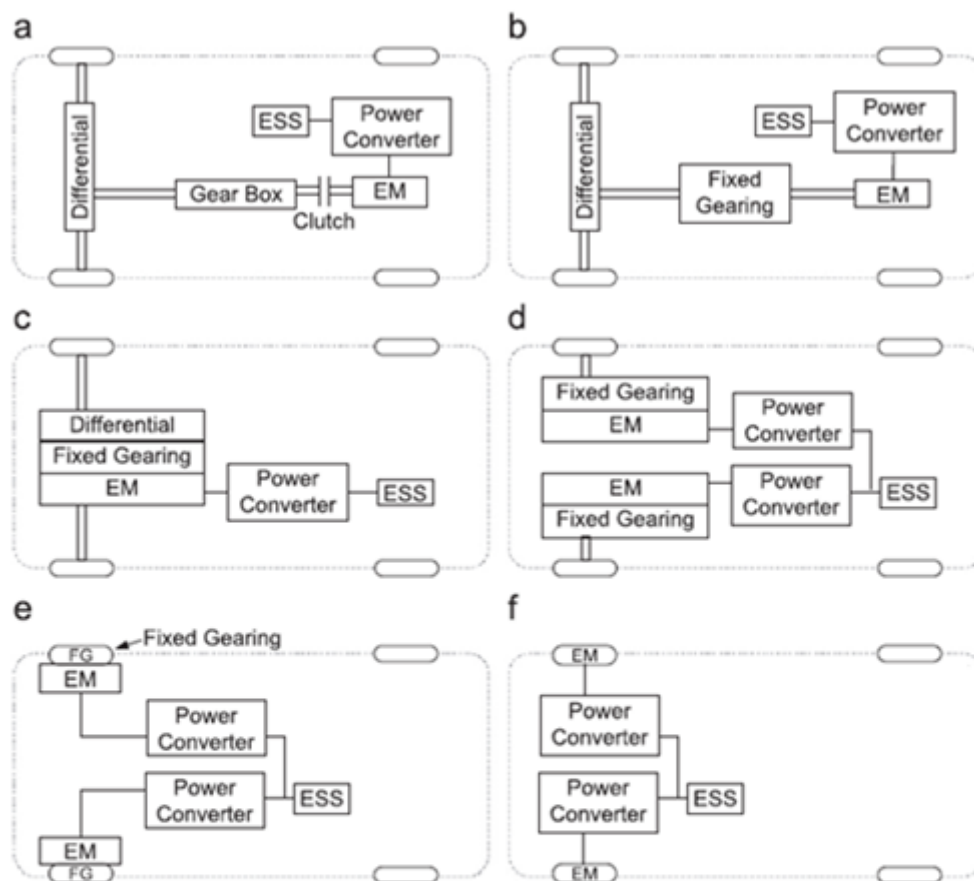 a
ESS
Power
Converter
Differential
Gear Box
EM
Clutch
b
ESS
Power
Converter
Differential
Fixed
Gearing
EM
c
Differential
Fixed Gearing
EM
Power
Converter
ESS
d
Fixed Gearing
EM
Power
Converter
EM
Fixed Gearing
Power
Converter
ESS
e
Fixed Gearing
FG
EM
Power
Converter
Power
Converter
ESS
EM
FG
f
EM
Power
Converter
Power
Converter
ESS
EM